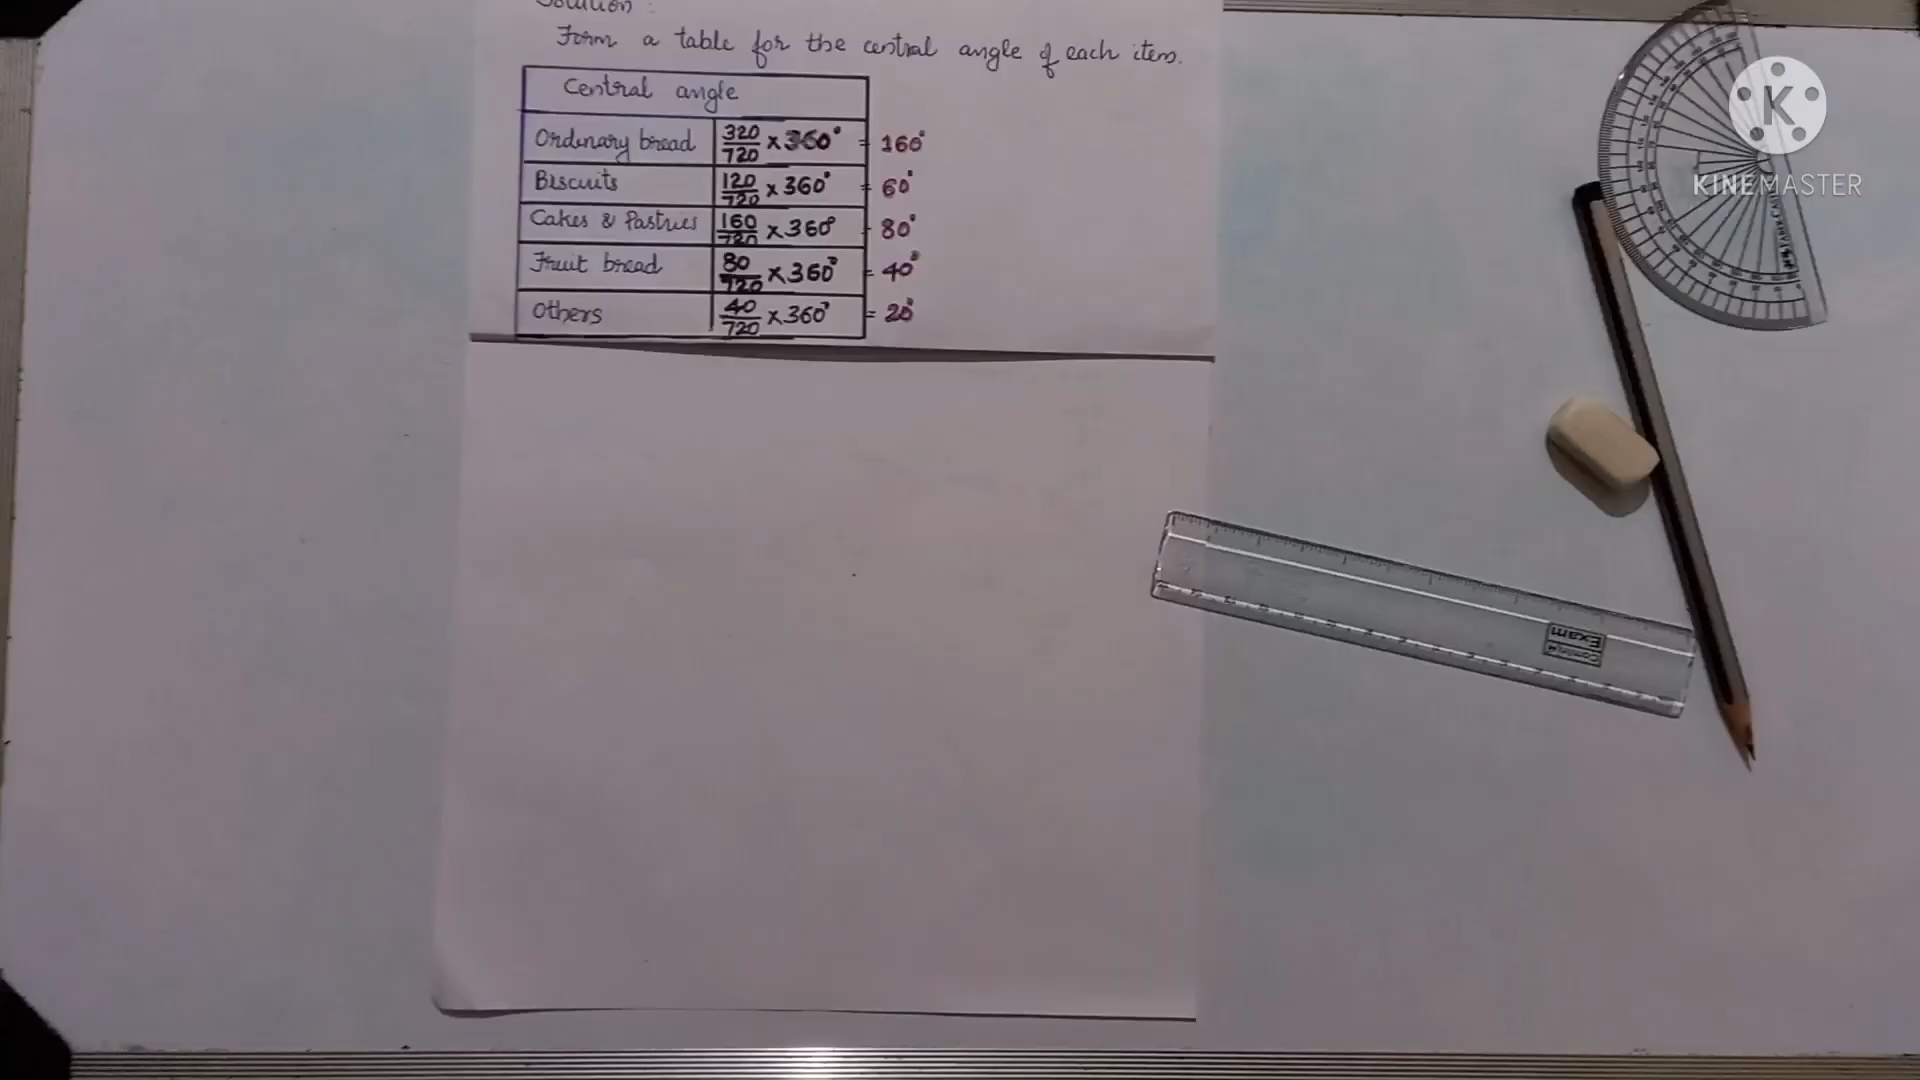 Solution :
Form a table for the central angle of each item.
Central angle
Ordinary bread 320/720 × 360° = 160°
Biscuits 120/720 × 360° = 60°
Cakes & Pastries 160/720 × 360° = 80°
Fruit bread 80/720 × 360° = 40°
Others 40/720 × 360° = 20°
K
KINEMASTER
Exam